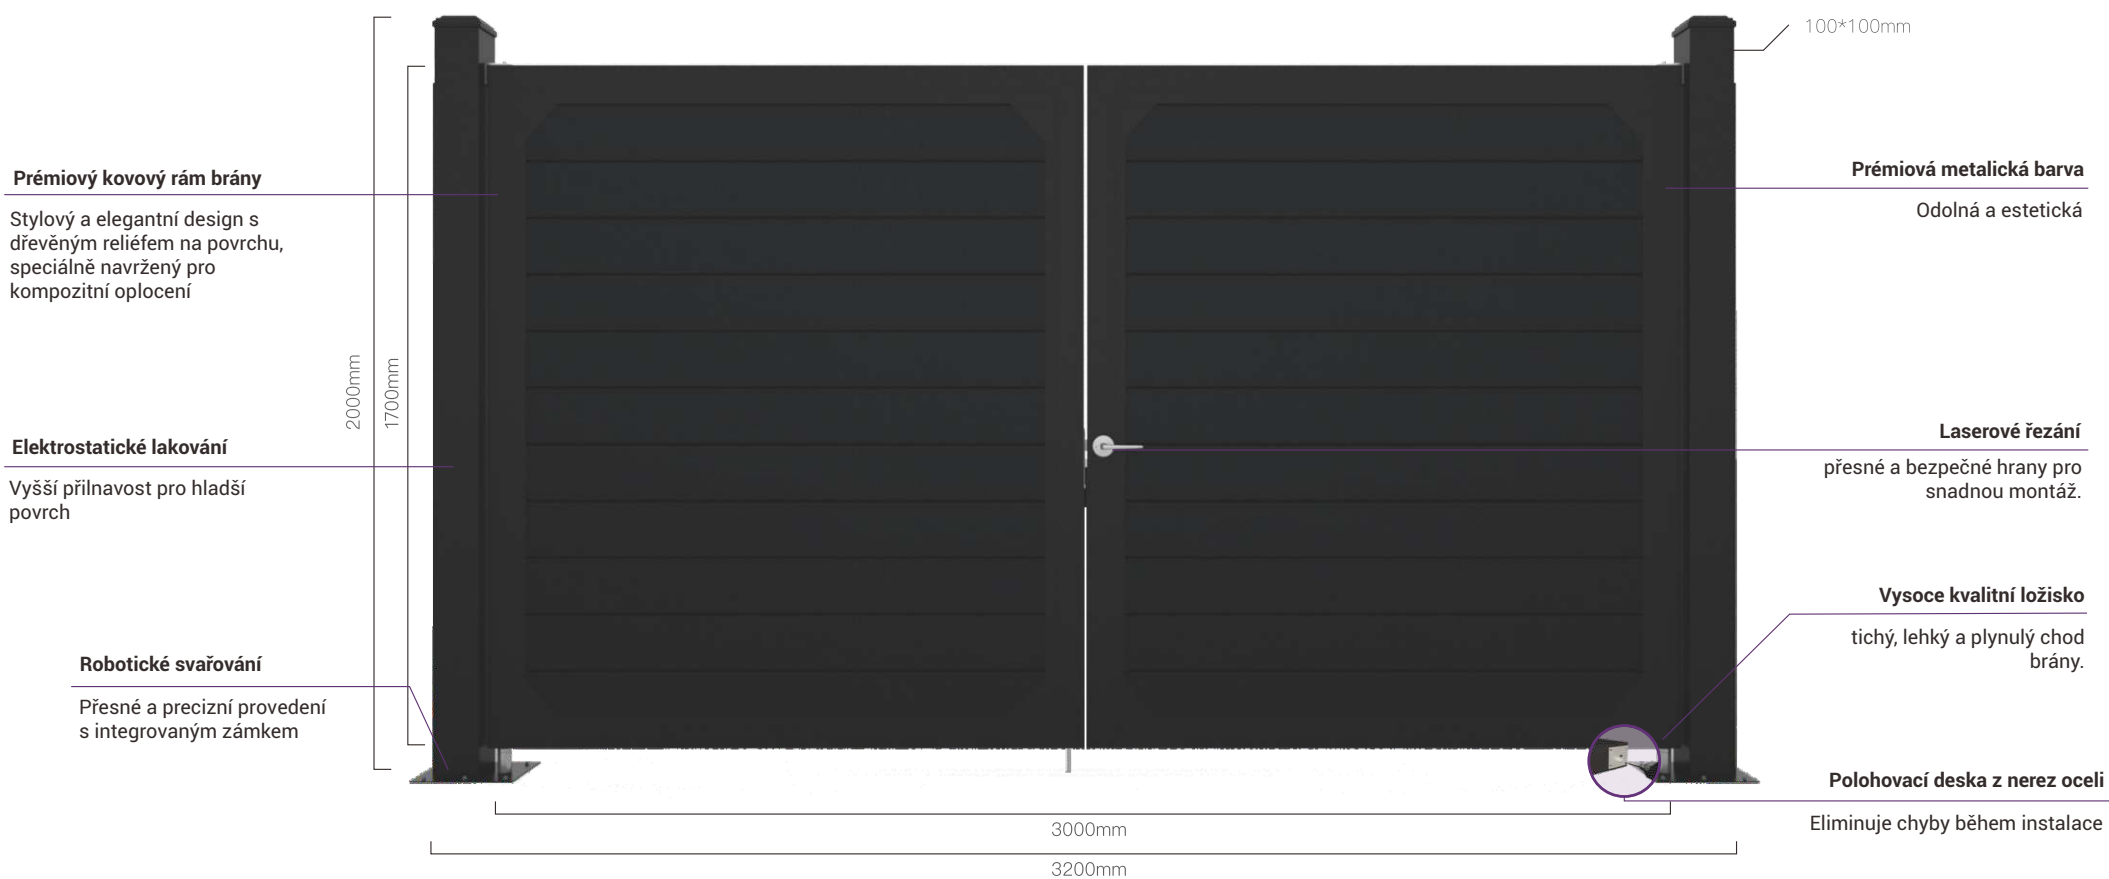 100*100mm
Prémiový kovový rám brány
Stylový a elegantní design s
dřevěným reliéfem na povrchu,
speciálně navržený pro
kompozitní oplocení
2000mm
1700mm
Elektrostatické lakování
Vyšší přilnavost pro hladší
povrch
Robotické svařování
Přesné a precizní provedení
s integrovaným zámkem
Prémiová metalická barva
Odolná a estetická
Laserové řezání
přesné a bezpečné hrany pro
snadnou montáž.
Vysoce kvalitní ložisko
tichý, lehký a plynulý chod
brány.
Polohovací deska z nerez oceli
Eliminuje chyby během instalace
3000mm
3200mm